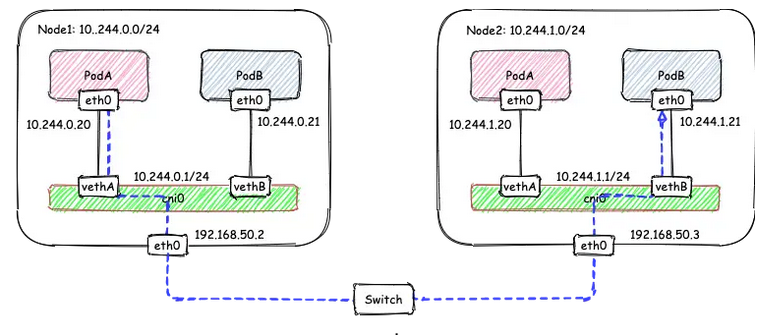 Node1: 10..244.0.0/24
PodA
PodB
eth0
eth0
10.244.0.20
10.244.0.21
10.244.0.1/24
vethA
vethB
cni0
eth0
192.168.50.2
Node2: 10.244.1.0/24
PodA
PodB
eth0
eth0
10.244.1.20
10.244.1.21
10.244.1.1/24
vethA
vethB
cni0
eth0
192.168.50.3
Switch